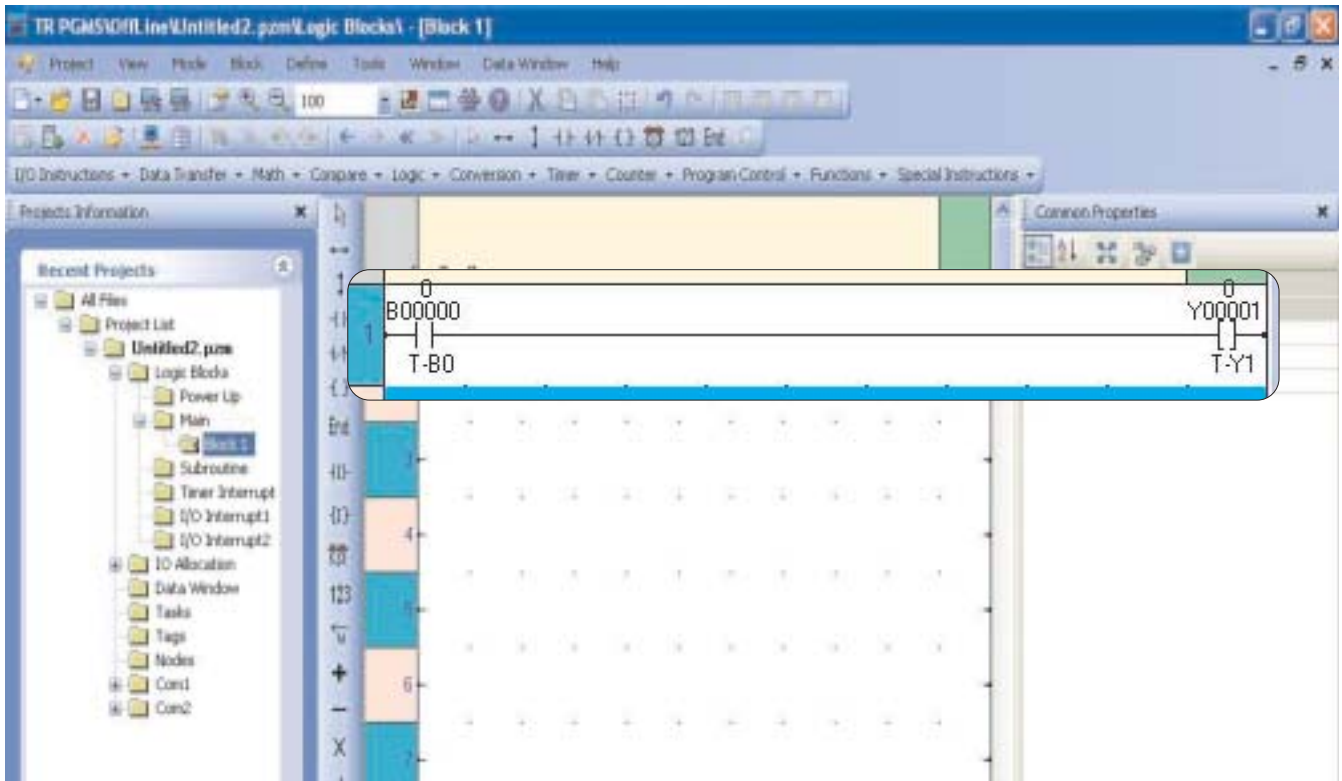 TR PGMS\OffLine\Untitled2.pzm\Logic Blocks\ - [Block 1]
Project View Mode Block Define Tools Window Data Window Help
100
123 End
I/O Instructions Data Transfer Math Compare Logic Conversion Timer Counter Program Control Functions Special Instructions
Projects Information
Common Properties
Recent Projects
All Files
Project List
Untitled2.pzm
Logic Blocks
Power Up
Main
Block 1
Subroutine
Timer Interrupt
I/O Interrupt1
I/O Interrupt2
IO Allocation
Data Window
Tasks
Tags
Nodes
Com1
Com2
End
123
X
1
0
B00000
T-B0
0
Y00001
T-Y1
3
4
5
6
7